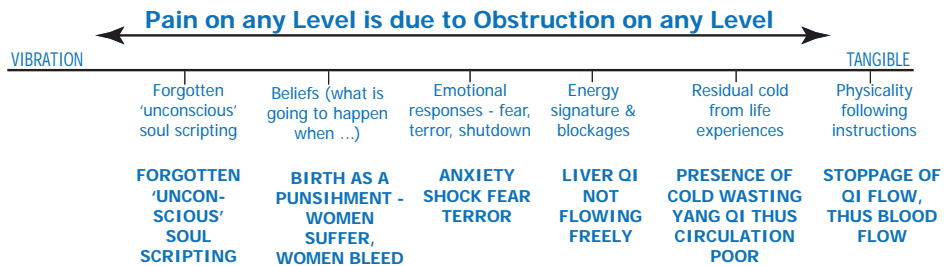 Pain on any Level is due to Obstruction on any Level
VIBRATION
TANGIBLE
Forgotten
'unconscious'
soul scripting
Beliefs (what is
going to happen
when ...)
Emotional
responses - fear,
terror, shutdown
Energy
signature &
blockages
Residual cold
from life
experiences
Physicality
following
instructions
FORGOTTEN
'UNCON-
SCIOUS'
SOUL
SCRIPTING
BIRTH AS A
PUNSIHMENT -
WOMEN
SUFFER,
WOMEN BLEED
ANXIETY
SHOCK FEAR
TERROR
LIVER QI
NOT
FLOWING
FREELY
PRESENCE OF
COLD WASTING
YANG QI THUS
CIRCULATION
POOR
STOPPAGE OF
QI FLOW,
THUS BLOOD
FLOW